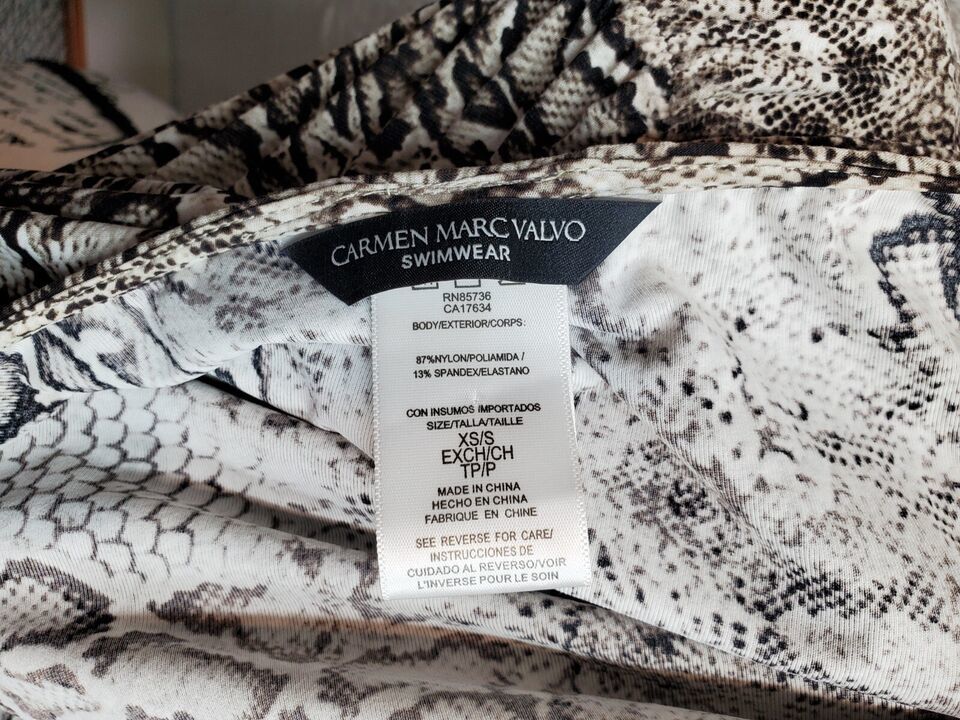 CARMEN MARC VALVO
SWIMWEAR
RN85736
CA17634
BODY/EXTERIOR/CORPS:
87%NYLON/POLIAMIDA /
13% SPANDEX/ELASTANO
CON INSUMOS IMPORTADOS
SIZE/TALLA/TAILLE
XS/S
EXCH/CH
TP/P
MADE IN CHINA
HECHO EN CHINA
FABRIQUE EN CHINE
SEE REVERSE FOR CARE/
INSTRUCCIONES DE
CUIDADO AL REVERSO/VOIR
L'INVERSE POUR LE SOIN